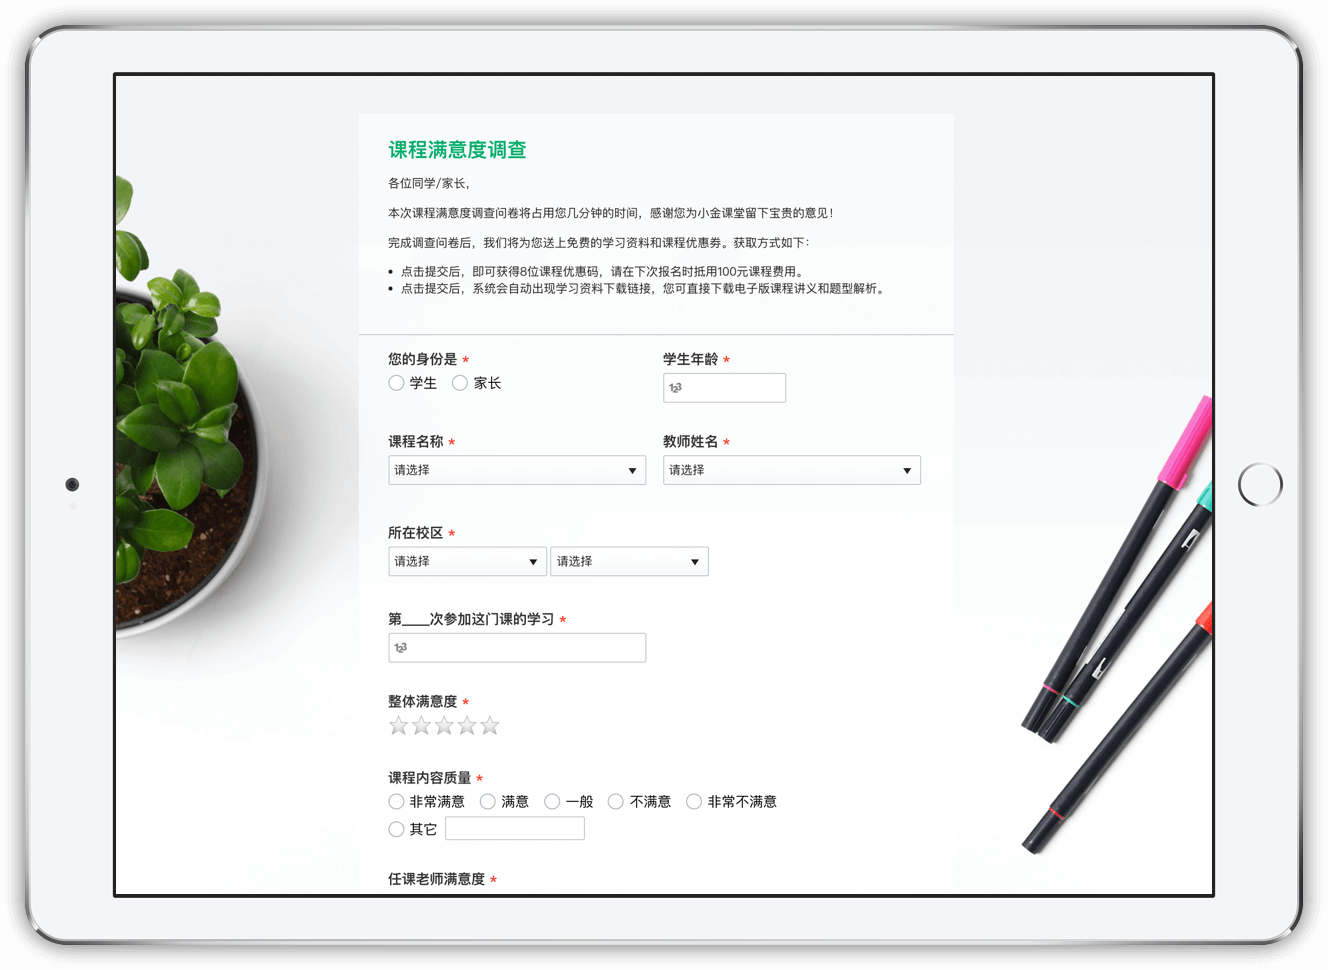 课程满意度调查
各位同学/家长，
本次课程满意度调查问卷将占用您几分钟的时间，感谢您为小金课堂留下宝贵的意见！
完成调查问卷后，我们将为您送上免费的学习资料和课程优惠券。获取方式如下：
• 点击提交后，即可获得8位课程优惠码，请在下次报名时抵用100元课程费用。
• 点击提交后，系统会自动出现学习资料下载链接，您可直接下载电子版课程讲义和题型解析。
您的身份是 * 学生年龄 *
学生 家长 123
课程名称 * 教师姓名 *
请选择 请选择
所在校区 *
请选择 请选择
第____次参加这门课的学习 *
123
整体满意度 *
课程内容质量 *
非常满意 满意 一般 不满意 非常不满意
其它
任课老师满意度 *